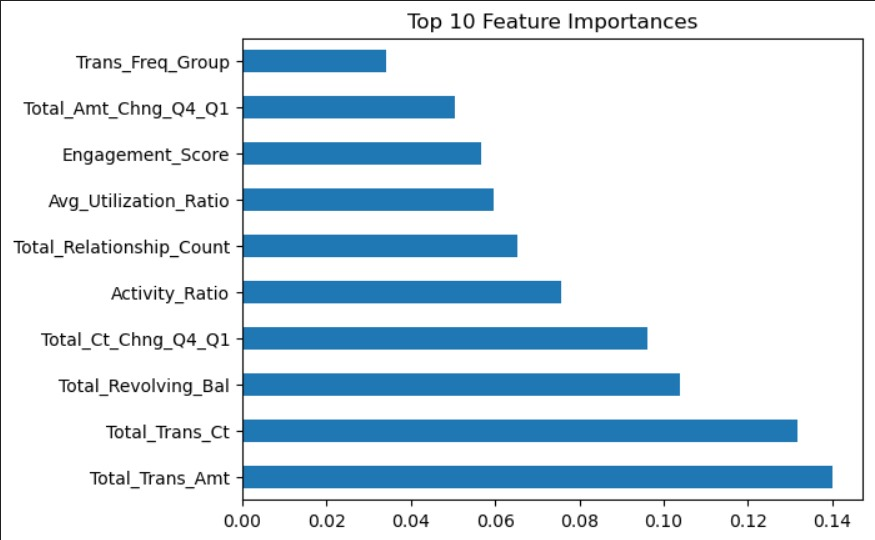 Top 10 Feature Importances
Trans_Freq_Group
Total_Amt_Chng_Q4_Q1
Engagement_Score
Avg_Utilization_Ratio
Total_Relationship_Count
Activity_Ratio
Total_Ct_Chng_Q4_Q1
Total_Revolving_Bal
Total_Trans_Ct
Total_Trans_Amt
0.00 0.02 0.04 0.06 0.08 0.10 0.12 0.14